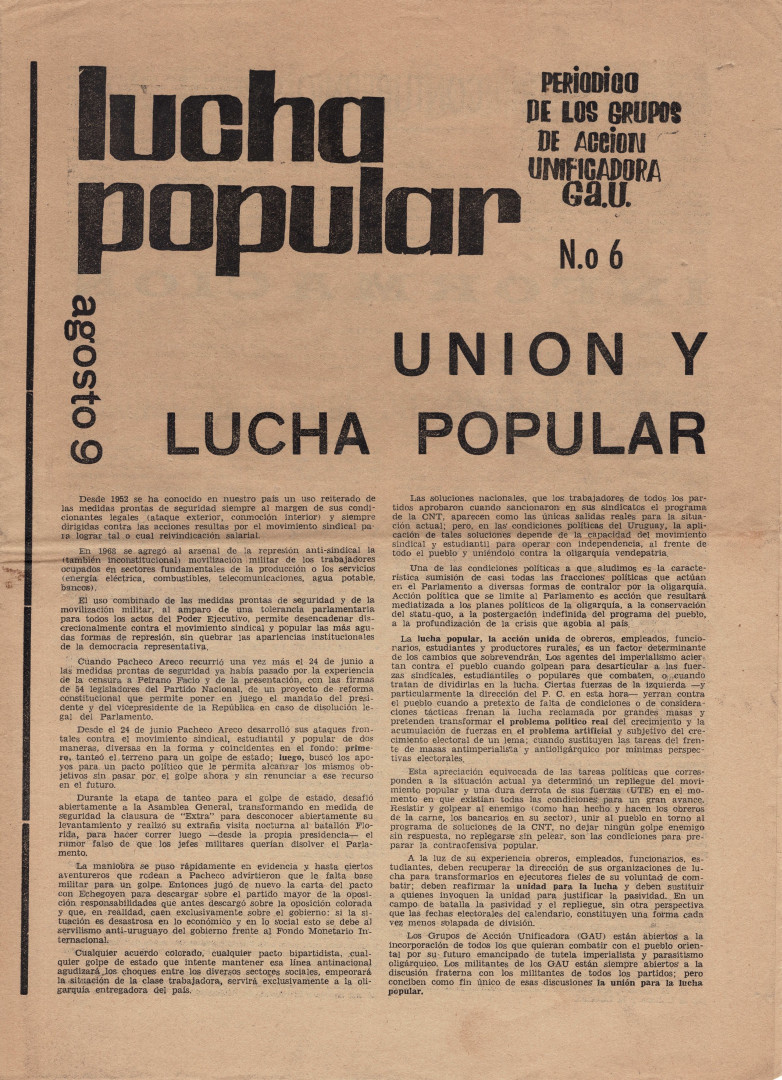 lucha
popular
PERIODICO
DE LOS GRUPOS
DE ACCION
UNIFICADORA
G.A.U.
N.o 6
agosto 9
UNION Y
LUCHA POPULAR
Desde 1952 se ha conocido en nuestro país un uso reiterado de
las medidas prontas de seguridad siempre al margen de sus condi-
cionantes legales (ataque exterior, conmoción interior) y siempre
dirigidas contra las acciones resultas por el movimiento sindical pa-
ra lograr tal o cual reivindicación salarial.
En 1968 se agregó al arsenal de la represión anti-sindical la
(también inconstitucional) movilización militar de los trabajadores
ocupados en sectores fundamentales de la producción o los servicios
(energía eléctrica, combustibles, telecomunicaciones, agua potable,
bancos).
El uso combinado de las medidas prontas de seguridad y de la
movilización militar, al amparo de una tolerancia parlamentaria
para todos los actos del Poder Ejecutivo, permite desencadenar dis-
crecionalmente contra el movimiento sindical y popular las más agu-
das formas de represión, sin quebrar las apariencias institucionales
de la democracia representativa.
Cuando Pacheco Areco recurrió una vez más el 24 de junio a
las medidas prontas de seguridad ya había pasado por la experiencia
de la censura a Peirano Facio y de la presentación, con las firmas
de 54 legisladores del Partido Nacional, de un proyecto de reforma
constitucional que permite poner en juego el mandato del presi-
dente y del vicepresidente de la República en caso de disolución le-
gal del Parlamento.
Desde el 24 de junio Pacheco Areco desarrolló sus ataques fron-
tales contra el movimiento sindical, estudiantil y popular de dos
maneras, diversas en la forma y coincidentes en el fondo: prime-
ro, tanteó el terreno para un golpe de estado; luego, buscó los apo-
yos para un pacto político que le permita alcanzar los mismos ob-
jetivos sin pasar por el golpe ahora y sin renunciar a ese recurso
en el futuro.
Durante la etapa de tanteo para el golpe de estado, desafió
abiertamente a la Asamblea General, transformando en medida de
seguridad la clausura de "Extra" para desconocer abiertamente su
levantamiento y realizó su extraña visita nocturna al batallón Flo-
rida, para hacer correr luego —desde la propia presidencia— el
rumor falso de que los jefes militares querían disolver el Parla-
mento.
La maniobra se puso rápidamente en evidencia y hasta ciertos
aventureros que rodean a Pacheco advirtieron que le falta base
militar para un golpe. Entonces jugó de nuevo la carta del pacto
con Echegoyen para descargar sobre el partido mayor de la oposi-
ción responsabilidades que antes descargó sobre la oposición colorada
y que, en realidad, caen exclusivamente sobre el gobierno: si la si-
tuación es desastrosa en lo económico y en lo social esto se debe al
servilismo anti-uruguayo del gobierno frente al Fondo Monetario In-
ternacional.
Cualquier acuerdo colorado, cualquier pacto bipartidista, cual-
quier golpe de estado que intente mantener esa línea antinacional
agudizará los choques entre los diversos sectores sociales, empeorará
la situación de la clase trabajadora, servirá exclusivamente a la oli-
garquía entregadora del país.
Las soluciones nacionales, que los trabajadores de todos los par-
tidos aprobaron cuando sancionaron en sus sindicatos el programa
de la CNT, aparecen como las únicas salidas reales para la situa-
ción actual; pero, en las condiciones políticas del Uruguay, la apli-
cación de tales soluciones depende de la capacidad del movimiento
sindical y estudiantil para operar con independencia, al frente de
todo el pueblo y uniéndolo contra la oligarquía vendepatria.
Una de las condiciones políticas a que aludimos es la caracte-
rística sumisión de casi todas las fracciones políticas que actúan
en el Parlamento a diversas formas de contralor por la oligarquía.
Acción política que se limite al Parlamento es acción que resultará
mediatizada a los planes políticos de la oligarquía, a la conservación
del statu-quo, a la postergación indefinida del programa del pueblo,
a la profundización de la crisis que agobia al país.
La lucha popular, la acción unida de obreros, empleados, funcio-
narios, estudiantes y productores rurales, es un factor determinante
de los cambios que sobrevendrán. Los agentes del imperialismo acier-
tan contra el pueblo cuando golpean para desarticular a las fuer-
zas sindicales, estudiantiles o populares que combaten, o cuando
tratan de dividirlas en la lucha. Ciertas fuerzas de la izquierda —y
particularmente la dirección del P. C. en esta hora— yerran contra
el pueblo cuando a pretexto de falta de condiciones o de considera-
ciones tácticas frenan la lucha reclamada por grandes masas y
pretenden transformar el problema político real del crecimiento y la
acumulación de fuerzas en el problema artificial y subjetivo del cre-
cimiento electoral de un lema; cuando sustituyen las tareas del fren-
te de masas antimperialista y antioligárquico por mínimas perspec-
tivas electorales.
Esta apreciación equivocada de las tareas políticas que corres-
ponden a la situación actual ya determinó un repliegue del movi-
miento popular y una dura derrota de sus fuerzas (UTE) en el mo-
mento en que existían todas las condiciones para un gran avance.
Resistir y golpear al enemigo (como han hecho y hacen los obreros
de la carne, los bancarios en su sector), unir al pueblo en torno al
programa de soluciones de la CNT, no dejar ningún golpe enemigo
sin respuesta, no replegarse sin pelear, son las condiciones para pre-
parar la contraofensiva popular.
A la luz de su experiencia obreros, empleados, funcionarios, es-
tudiantes, deben recuperar la dirección de sus organizaciones de lu-
cha para transformarlos en ejecutores fieles de su voluntad de com-
batir; deben reafirmar la unidad para la lucha y deben sustituir
a quienes invoquen la unidad para justificar la pasividad. En un
campo de batalla la pasividad y el repliegue, sin otra perspectiva
que las fechas electorales del calendario, constituyen una forma cada
vez menos solapada de división.
Los Grupos de Acción Unificadora (GAU) están abiertos a la
incorporación de todos los que quieran combatir con el pueblo orien-
tal por su futuro emancipado de tutela imperialista y parasitismo
oligárquico. Los militantes de los GAU están siempre abiertos a la
discusión fraterna con los militantes de todos los partidos; pero
conciben como fin único de esas discusiones la unión para la lucha
popular.